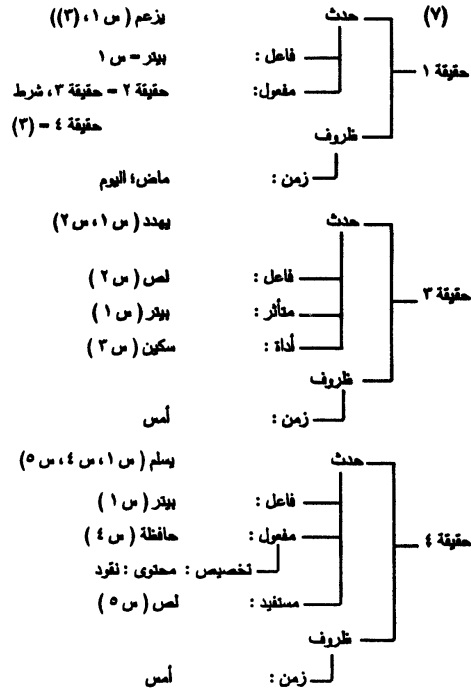 (٧) حدث يزعم ( س ١ ، (٣))
فاعل : بيتر = س ١
حقيقة ١
مفعول: حقيقة ٢ = حقيقة ٣، شرط
حقيقة ٤ = (٣)
ظروف
زمن : ماض٤ اليوم
حدث يهدد ( س ١ ، س ٢)
فاعل : لص ( س ٢ )
حقيقة ٣
متأثر : بيتر ( س ١ )
أداة : سكين ( س ٣ )
ظروف
زمن : أمس
حدث يسلم ( س ١ ، س ٤ ، س ٥)
فاعل : بيتر ( س ١ )
مفعول : حافظة ( س ٤ )
حقيقة ٤
تخصيص : محتوى : نقود
مستفيد : لص ( س ٥ )
ظروف
زمن : أمس